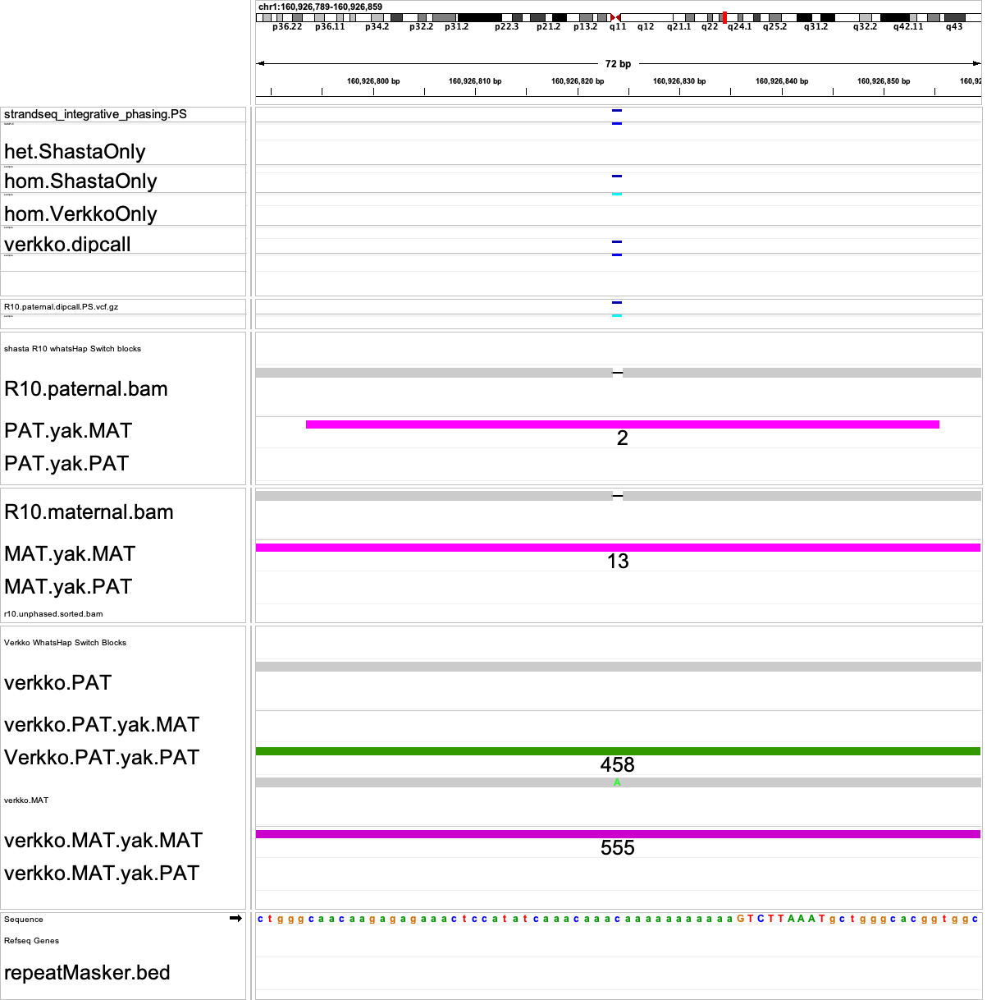 chr1:160,926,789-160,926,859
p36.22 p36.11 p34.2 p32.2 p31.2 p22.3 p21.2 p13.2 q11 q12 q21.1 q22 q24.1 q25.2 q31.2 q32.2 q42.11 q43
72 bp
160,926,800 bp 160,926,810 bp 160,926,820 bp 160,926,830 bp 160,926,840 bp 160,926,850 bp 160,92
strandseq_integrative_phasing.PS
het.ShastaOnly
hom.ShastaOnly
hom.VerkkoOnly
verkko.dipcall
R10.paternal.dipcall.PS.vcf.gz
shasta R10 whatsHap Switch blocks
R10.paternal.bam
PAT.yak.MAT
2
PAT.yak.PAT
R10.maternal.bam
MAT.yak.MAT
13
MAT.yak.PAT
r10.unphased.sorted.bam
Verkko WhatsHap Switch Blocks
verkko.PAT
verkko.PAT.yak.MAT
Verkko.PAT.yak.PAT
458
A
verkko.MAT
verkko.MAT.yak.MAT
555
verkko.MAT.yak.PAT
Sequence c t g g g c a a c a a g a g a g a a a c t c c a t a t c a a a c a a a c a a a a a a a a a a a G T C T T A A A T g c t g g g c a c g g t g g c
Refseq Genes
repeatMasker.bed